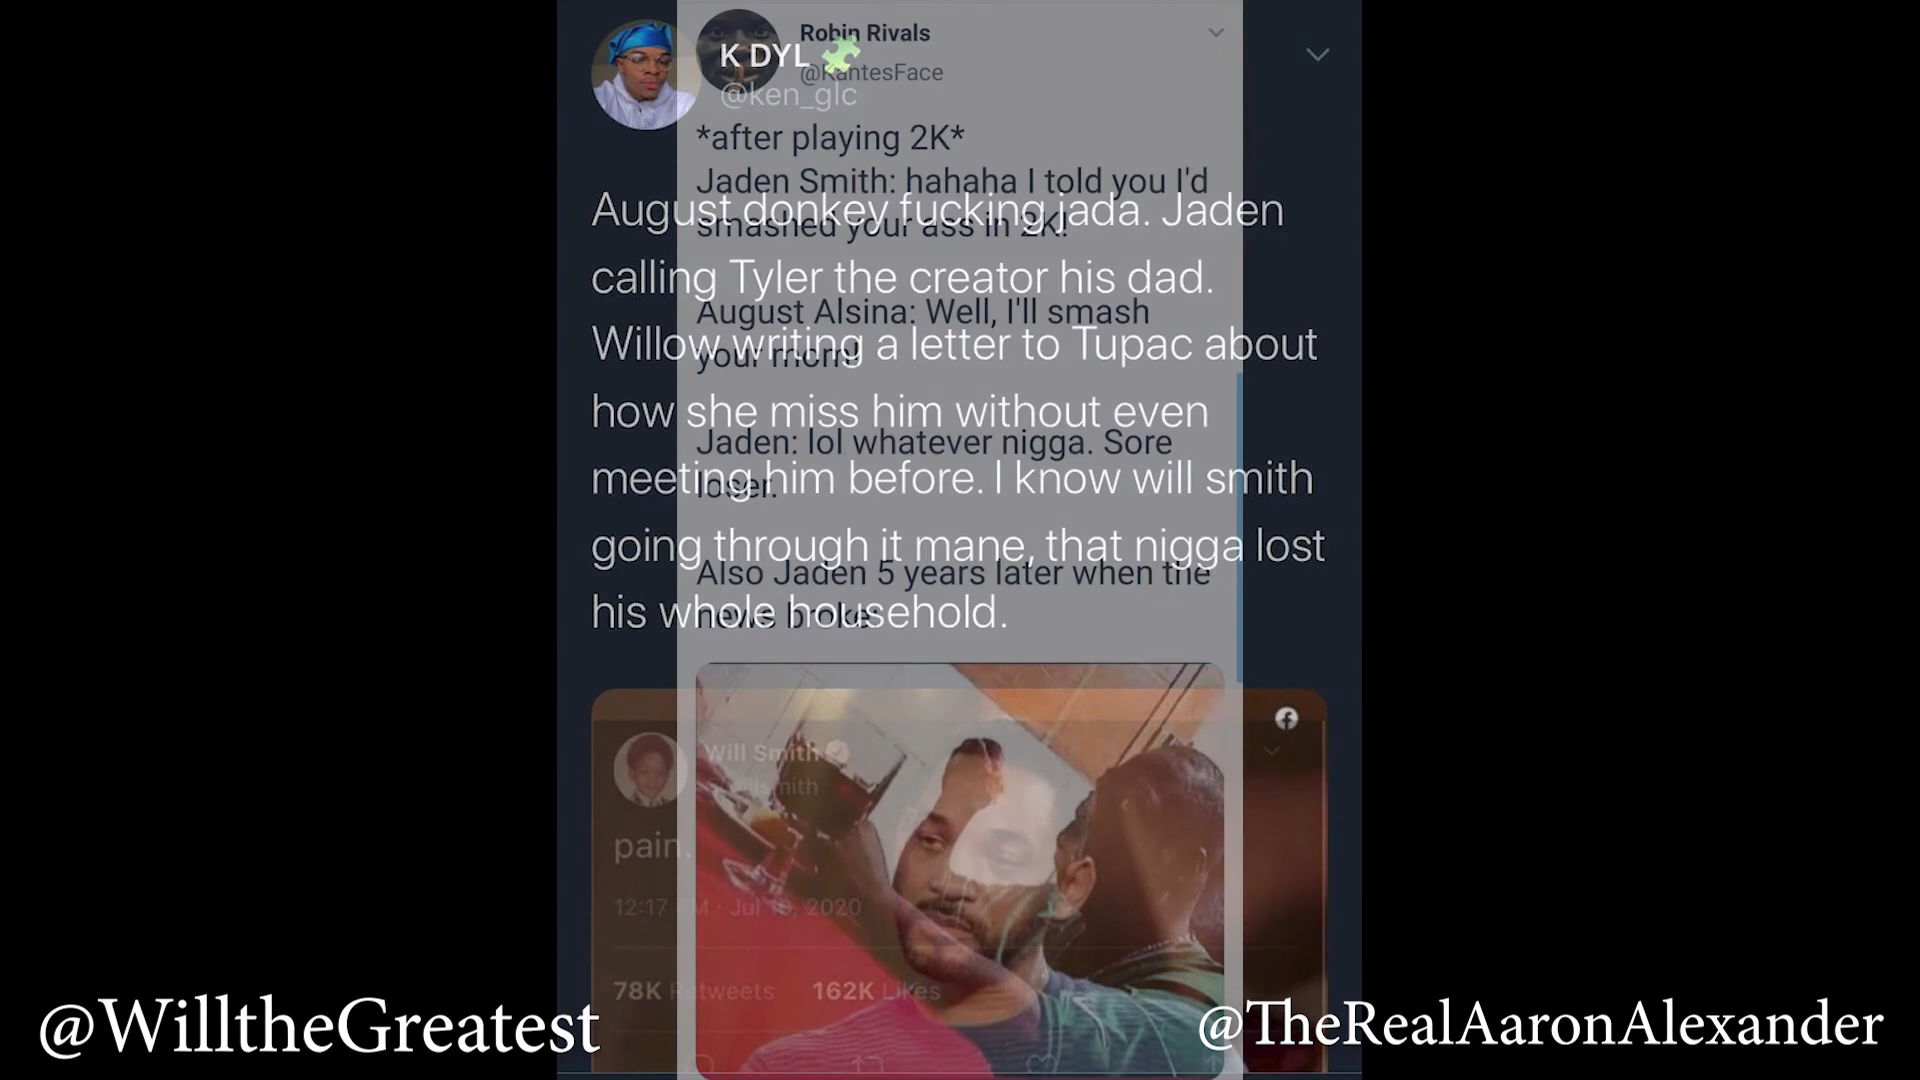 K DYL
@ken_glc
August donkey fucking jada. Jaden
calling Tyler the creator his dad.
Willow writing a letter to Tupac about
how she miss him without even
meeting him before. I know will smith
going through it mane, that nigga lost
his whole household.
Robin Rivals
@KantesFace
*after playing 2K*
Jaden Smith: hahaha I told you I'd
smashed your ass in 2K!
August Alsina: Well, I'll smash
your mom!
Jaden: lol whatever nigga. Sore
loser.
Also Jaden 5 years later when the
news broke:
Will Smith
pain.
12:17 PM · Jul 2020
78K Retweets 162K Likes
@WilltheGreatest
@TheRealAaronAlexander